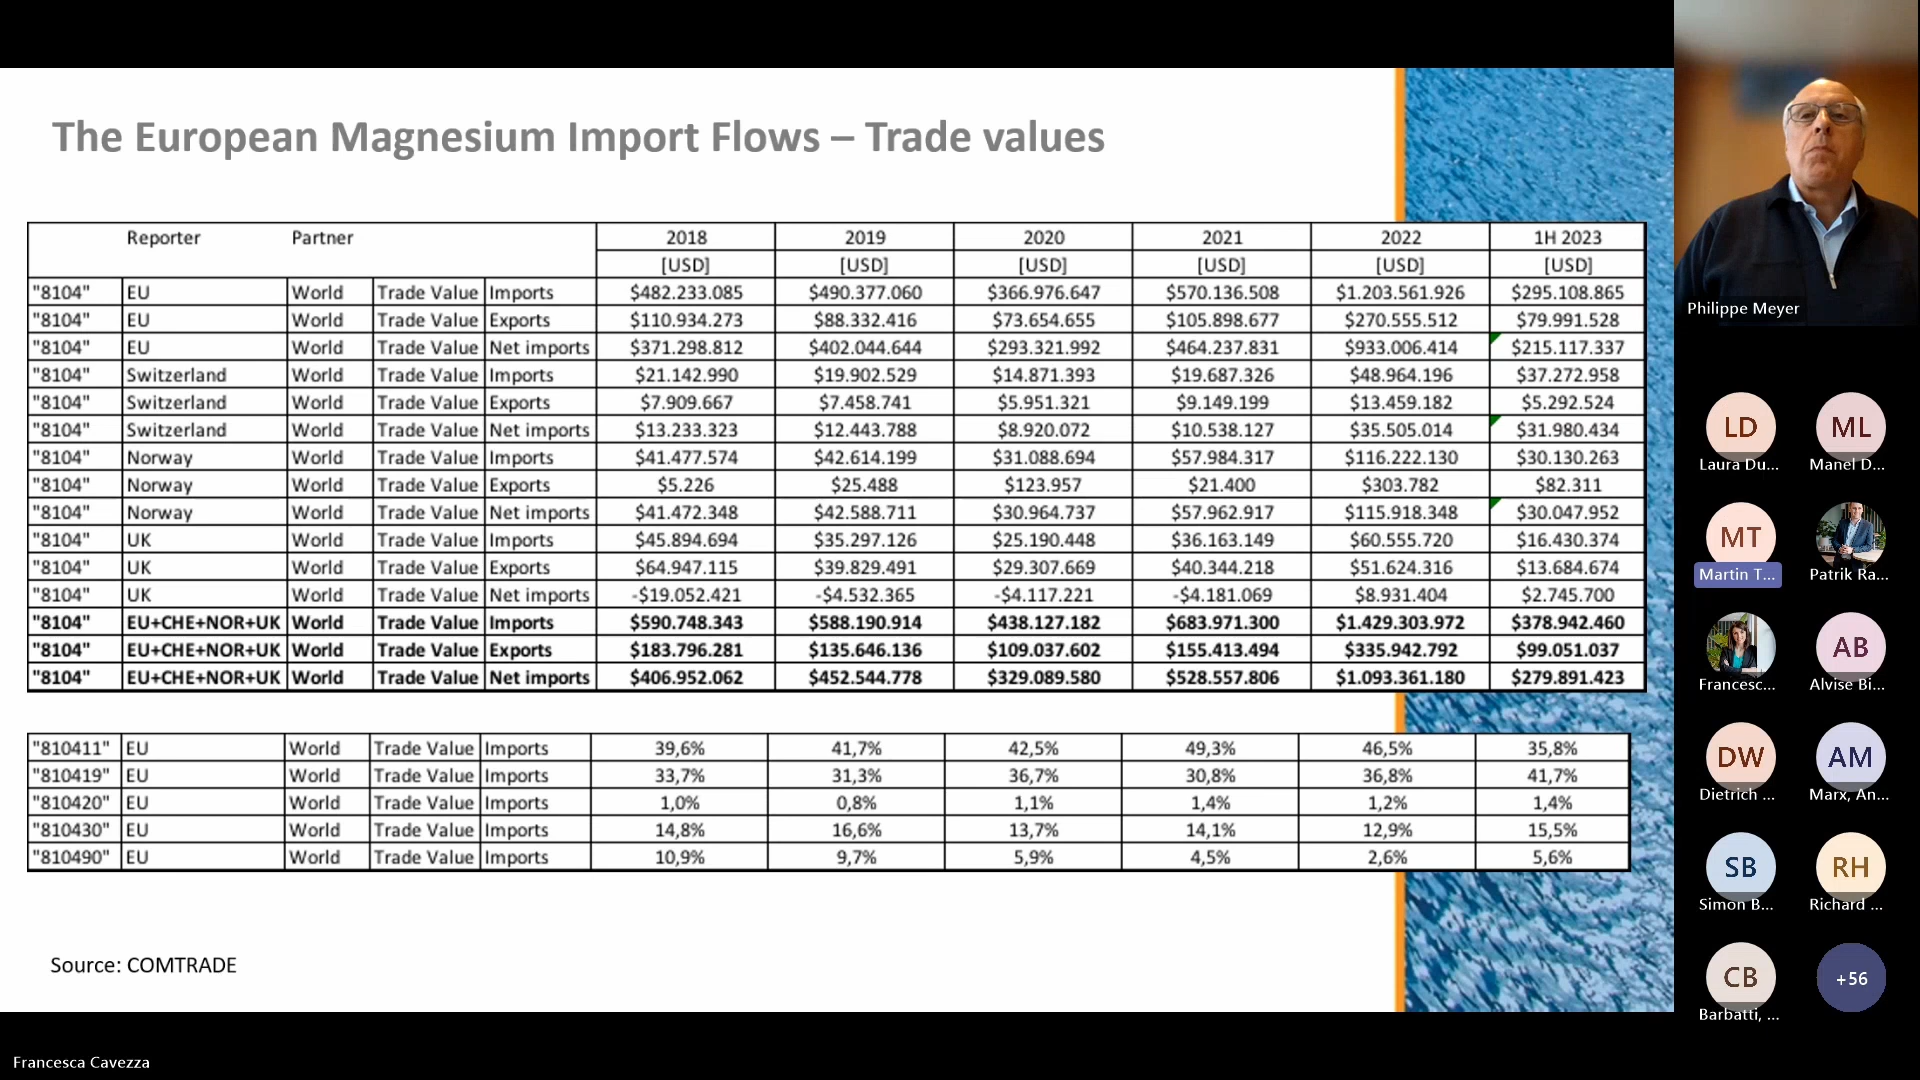 The European Magnesium Import Flows – Trade values
Reporter Partner 2018 2019 2020 2021 2022 1H 2023
[USD] [USD] [USD] [USD] [USD] [USD]
"8104" EU World Trade Value Imports $482.233.085 $490.377.060 $366.976.647 $570.136.508 $1.203.561.926 $295.108.865
"8104" EU World Trade Value Exports $110.934.273 $88.332.416 $73.654.655 $105.898.677 $270.555.512 $79.991.528
"8104" EU World Trade Value Net imports $371.298.812 $402.044.644 $293.321.992 $464.237.831 $933.006.414 $215.117.337
"8104" Switzerland World Trade Value Imports $21.142.990 $19.902.529 $14.871.393 $19.687.326 $48.964.196 $37.272.958
"8104" Switzerland World Trade Value Exports $7.909.667 $7.458.741 $5.951.321 $9.149.199 $13.459.182 $5.292.524
"8104" Switzerland World Trade Value Net imports $13.233.323 $12.443.788 $8.920.072 $10.538.127 $35.505.014 $31.980.434
"8104" Norway World Trade Value Imports $41.477.574 $42.614.199 $31.088.694 $57.984.317 $116.222.130 $30.130.263
"8104" Norway World Trade Value Exports $5.226 $25.488 $123.957 $21.400 $303.782 $82.311
"8104" Norway World Trade Value Net imports $41.472.348 $42.588.711 $30.964.737 $57.962.917 $115.918.348 $30.047.952
"8104" UK World Trade Value Imports $45.894.694 $35.297.126 $25.190.448 $36.163.149 $60.555.720 $16.430.374
"8104" UK World Trade Value Exports $64.947.115 $39.829.491 $29.307.669 $40.344.218 $51.624.316 $13.684.674
"8104" UK World Trade Value Net imports -$19.052.421 -$4.532.365 -$4.117.221 -$4.181.069 $8.931.404 $2.745.700
"8104" EU+CHE+NOR+UK World Trade Value Imports $590.748.343 $588.190.914 $438.127.182 $683.971.300 $1.429.303.972 $378.942.460
"8104" EU+CHE+NOR+UK World Trade Value Exports $183.796.281 $135.646.136 $109.037.602 $155.413.494 $335.942.792 $99.051.037
"8104" EU+CHE+NOR+UK World Trade Value Net imports $406.952.062 $452.544.778 $329.089.580 $528.557.806 $1.093.361.180 $279.891.423
"810411" EU World Trade Value Imports 39,6% 41,7% 42,5% 49,3% 46,5% 35,8%
"810419" EU World Trade Value Imports 33,7% 31,3% 36,7% 30,8% 36,8% 41,7%
"810420" EU World Trade Value Imports 1,0% 0,8% 1,1% 1,4% 1,2% 1,4%
"810430" EU World Trade Value Imports 14,8% 16,6% 13,7% 14,1% 12,9% 15,5%
"810490" EU World Trade Value Imports 10,9% 9,7% 5,9% 4,5% 2,6% 5,6%
Source: COMTRADE
Francesca Cavezza
Philippe Meyer
LD ML
Laura Du... Manel D...
MT
Martin T... Patrik Ra...
AB
Francesc... Alvise Bi...
DW AM
Dietrich ... Marx, An...
SB RH
Simon B... Richard ...
CB +56
Barbatti, ...